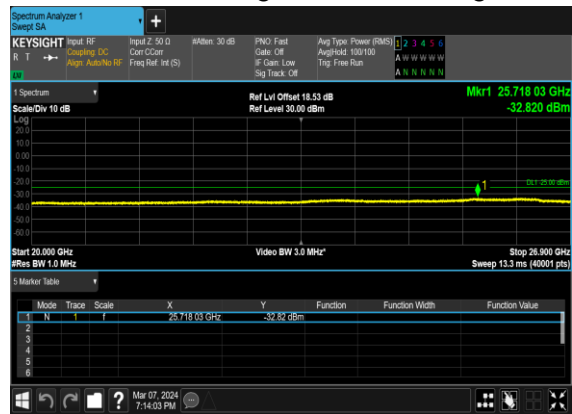 Spectrum Analyzer 1
Swept SA
+
KEYSIGHT
R T
LW
Input: RF
Coupling: DC
Align: Auto/No RF
Input Z: 50 Ω
Corr CCorr
Freq Ref: Int (S)
#Atten: 30 dB
PNO: Fast
Gate: Off
IF Gain: Low
Sig Track: Off
Avg Type: Power (RMS)
Avg|Hold: 100/100
Trig: Free Run
1 2 3 4 5 6
A W W W W W
A N N N N N
1 Spectrum
Scale/Div 10 dB
Ref Lvl Offset 18.53 dB
Ref Level 30.00 dBm
Mkr1 25.718 03 GHz
-32.820 dBm
Log
20.0
10.0
0.00
-10.0
-20.0
-30.0
-40.0
-50.0
-60.0
1
DL1 25.00 dBm
Start 20.000 GHz
#Res BW 1.0 MHz
Video BW 3.0 MHz*
Stop 26.900 GHz
Sweep 13.3 ms (40001 pts)
5 Marker Table
Mode Trace Scale X Y Function Function Width Function Value
1 N 1 f 25.718 03 GHz -32.82 dBm
2
3
4
5
6
?
Mar 07, 2024
7:14:03 PM